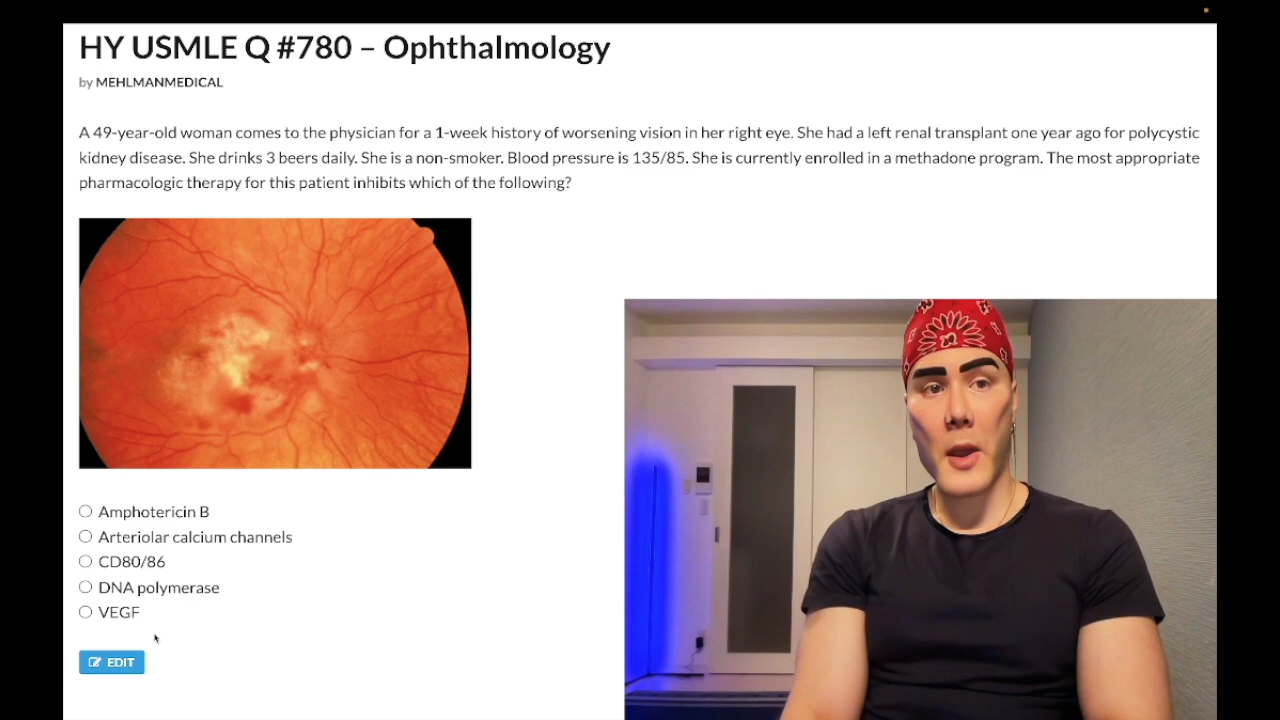 HY USMLE Q #780 – Ophthalmology
by MEHLMANMEDICAL
A 49-year-old woman comes to the physician for a 1-week history of worsening vision in her right eye. She had a left renal transplant one year ago for polycystic
kidney disease. She drinks 3 beers daily. She is a non-smoker. Blood pressure is 135/85. She is currently enrolled in a methadone program. The most appropriate
pharmacologic therapy for this patient inhibits which of the following?
Amphotericin B
Arteriolar calcium channels
CD80/86
DNA polymerase
VEGF
EDIT